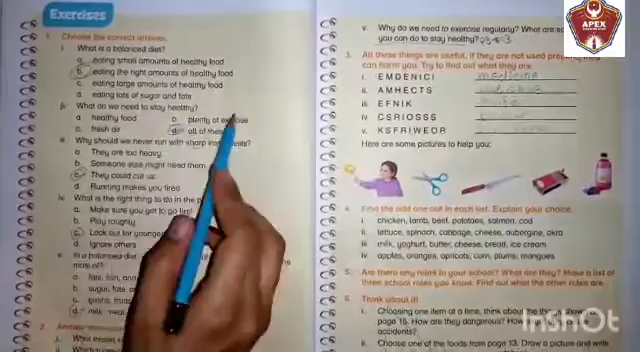 Exercises
1. Choose the correct answers.
i. What is a balanced diet?
a. eating small amounts of healthy food
b. eating the right amounts of healthy food
c. eating large amounts of healthy food
d. eating lots of sugar and fats
ii. What do we need to stay healthy?
a. healthy food b. plenty of exercise
c. fresh air d. all of these
iii. Why should we never run with sharp instruments?
a. They are too heavy
b. Someone else might need them
c. They could cut us
d. Running makes you tired
iv. What is the right thing to do in the
a. Make sure you get to go first
b. Play roughly
c. Look out for younger
d. Ignore others
v. In a balanced diet
most of?
a. fats,
b. sugar,
c. grains, fruits
d. milk,
2.
i. What
ii.
v. Why do we need to exercise regularly? What are
you can do to stay healthy?
3. All these things are useful. If they are not used properly they
can harm you. Try to find out what they are.
i. EMDENICI medicine
ii. AMHECTS
iii. EFNIK
iv. CSRIOSSS
v. KSFRIWEOR
Here are some pictures to help you:
4. Find the odd one out in each list. Explain your choice.
i. chicken, lamb, beef, potatoes, salmon, cod
ii. lettuce, spinach, cabbage, cheese, aubergine, okra
iii. milk, yoghurt, butter, cheese, bread, ice cream
iv. apples, oranges, apricots, corn, plums, mangoes
5. Are there any rules in your school? What are they? Make a list of
three school rules you know. Find out what the other rules are.
6. Think about it!
i. Choosing one at a time, think about the things shown
page 15. How are they dangerous? How
accidents?
ii. Choose one of the foods from page 13. Draw a picture and write
APEX
InShot